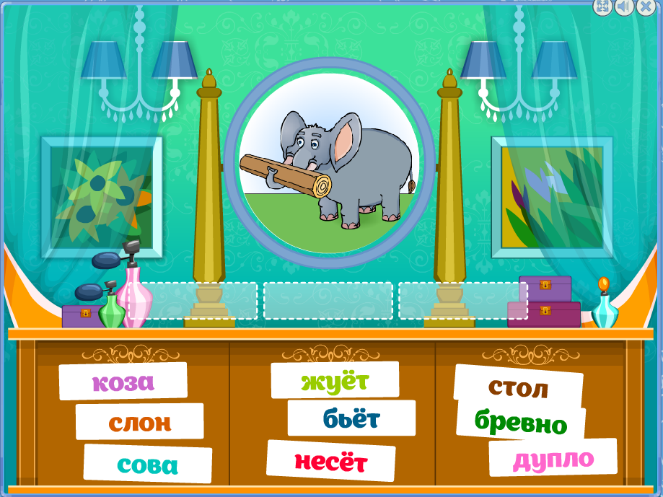 коза
жуёт
стол
слон
бьёт
бревно
сова
несёт
дупло